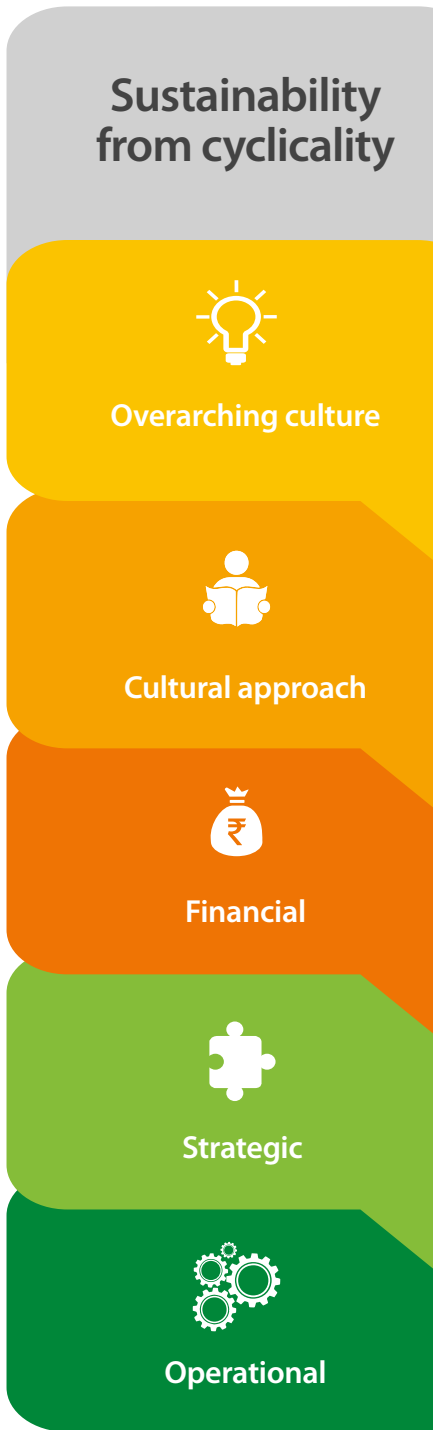 Sustainability
from cyclicality
Overarching culture
Cultural approach
₹
Financial
Strategic
Operational